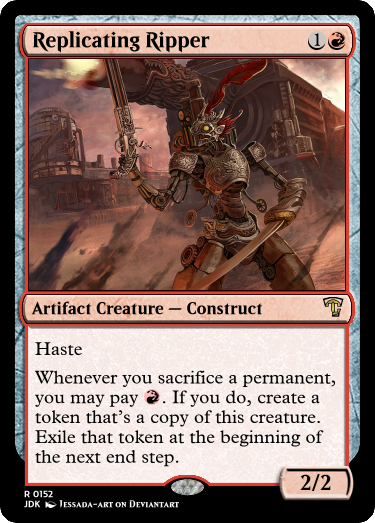 Replicating Ripper 1
Artifact Creature — Construct
Haste
Whenever you sacrifice a permanent,
you may pay . If you do, create a
token that's a copy of this creature.
Exile that token at the beginning of
the next end step.
2/2
R 0152
JDK Jessada-art on Deviantart